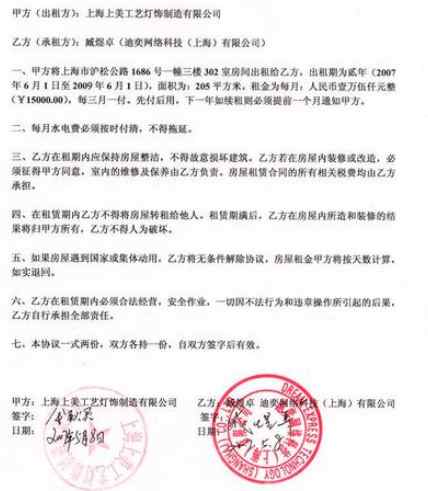 甲方（出租方）：上海上美工艺灯饰制造有限公司
乙方（承租方）：臧煜卓（迪奕网络科技（上海）有限公司）
一、甲方将上海市沪松公路 1686 号一幢三楼 302 室房间出租给乙方，出租期为贰年（2007
年 6 月 1 日至 2009 年 6 月 1 日），面积为：205 平方米，租金为每月：人民币壹万伍仟元整
（￥15000.00），每三月一付，先付后用，下一年如续租则必须提前一个月通知甲方。
二、每月水电费必须按时付清，不得拖延。
三、乙方在租期内应保持房屋整洁，不得故意损坏建筑。乙方若在房屋内装修或改造，必
须征得甲方同意，室内的维修及保养由乙方负责，房屋租赁合同的所有相关税费均由乙方
承担。
四、在租赁期内乙方不得将房屋转租给他人。租赁期满后，乙方在房屋内所造和装修的结
果将归甲方所有，乙方不得人为破坏。
五、如果房屋遇到国家或集体动用，乙方将无条件解除协议，房屋租金甲方将按天数计算，
如实退回。
六、乙方在租赁期内必须合法经营，安全作业，一切因不法行为和违章操作所引起的后果，
乙方自行承担全部责任。
七、本协议一式两份，双方各持一份，自双方签字后有效。
甲方：上海上美工艺灯饰制造有限公司
乙方：臧煜卓 迪奕网络科技（上海）有限公司
签字：
签字：
日期：
日期：